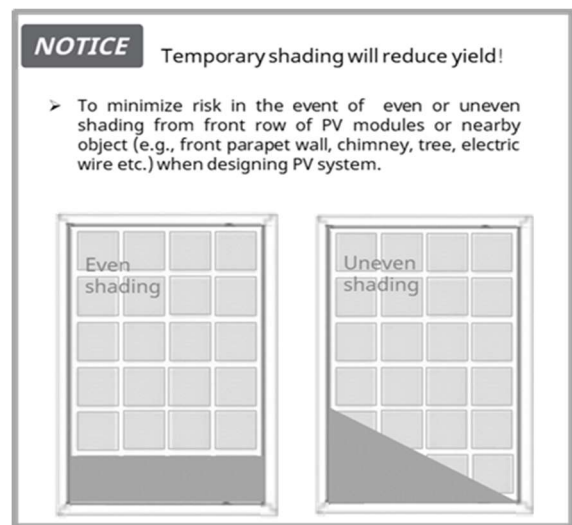 NOTICE Temporary shading will reduce yield!
➢ To minimize risk in the event of even or uneven
shading from front row of PV modules or nearby
object (e.g., front parapet wall, chimney, tree, electric
wire etc.) when designing PV system.
Even
shading
Uneven
shading